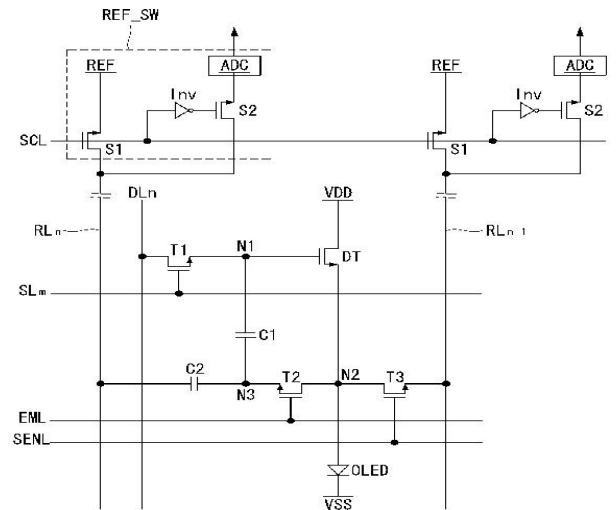 REF_SW
REF
ADC
REF
ADC
Inv
S2
Inv
S2
SCL
S1
S1
DLn
VDD
RLn
RLn-1
T1
N1
DT
SLm
C1
C2
T2
N2
T3
N3
EML
SENL
OLED
VSS